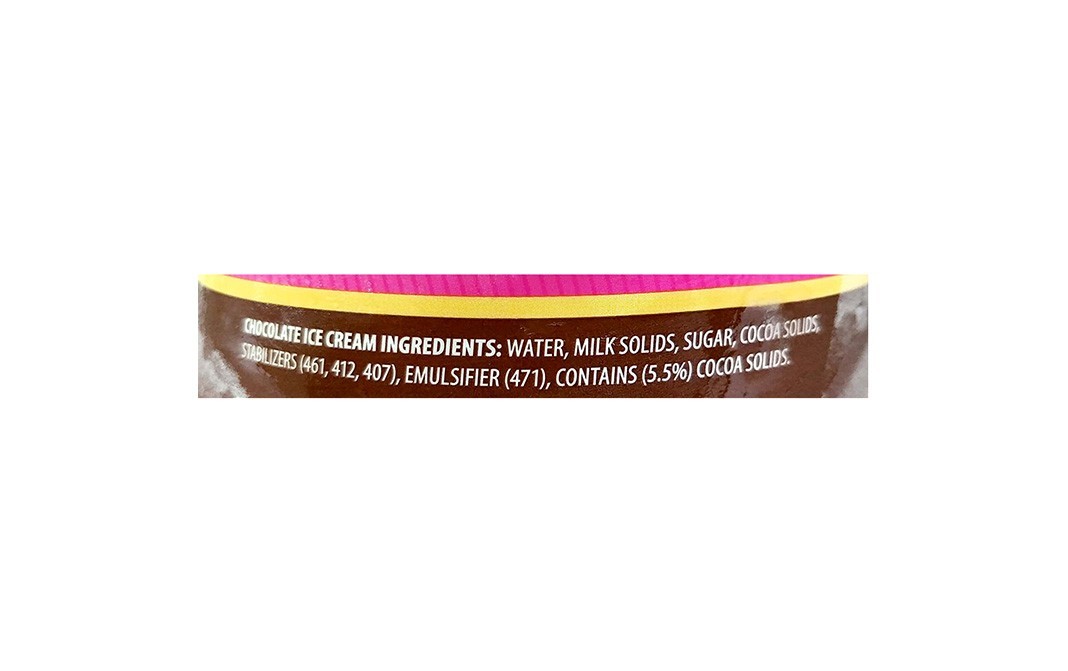 CHOCOLATE ICE CREAM INGREDIENTS: WATER, MILK SOLIDS, SUGAR, COCOA SOLIDS,
STABILIZERS (461, 412, 407), EMULSIFIER (471), CONTAINS (5.5%) COCOA SOLIDS.